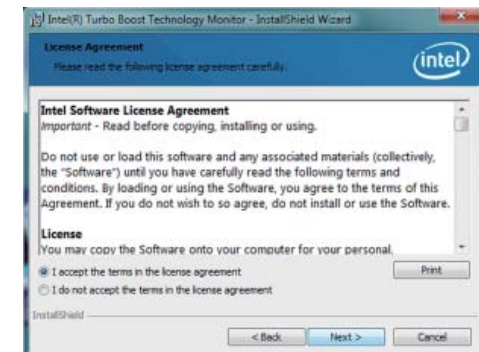 Intel(R) Turbo Boost Technology Monitor - InstallShield Wizard
License Agreement
Please read the following license agreement carefully.
intel
Intel Software License Agreement
Important - Read before copying, installing or using.
Do not use or load this software and any associated materials (collectively,
the "Software") until you have carefully read the following terms and
conditions. By loading or using the Software, you agree to the terms of this
Agreement. If you do not wish to so agree, do not install or use the Software.
License
You may copy the Software onto your computer for your personal,
I accept the terms in the license agreement
Print
I do not accept the terms in the license agreement
InstallShield
< Back
Next >
Cancel